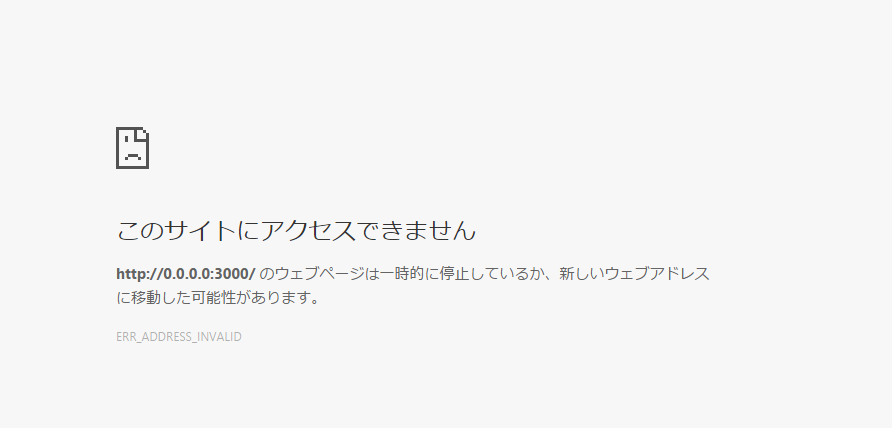 このサイトにアクセスできません
http://0.0.0.0:3000/ のウェブページは一時的に停止しているか、新しいウェブアドレス
に移動した可能性があります。
ERR_ADDRESS_INVALID